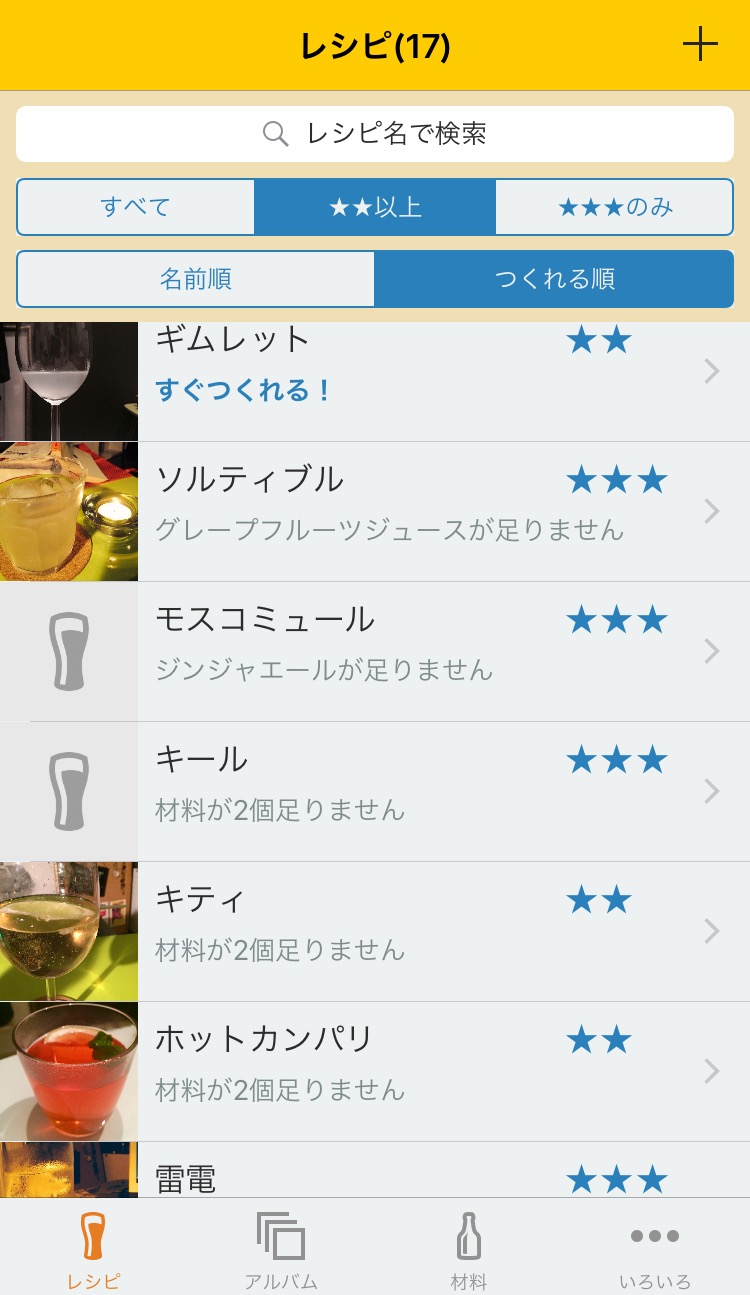 レシピ(17)
レシピ名で検索
すべて
★★以上
★★★のみ
名前順
つくれる順
ギムレット ★★
すぐつくれる！
ソルティブル ★★★
グレープフルーツジュースが足りません
モスコミュール ★★★
ジンジャエールが足りません
キール ★★★
材料が2個足りません
キティ ★★
材料が2個足りません
ホットカンパリ ★★
材料が2個足りません
雷電 ★★★
レシピ
アルバム
材料
いろいろ